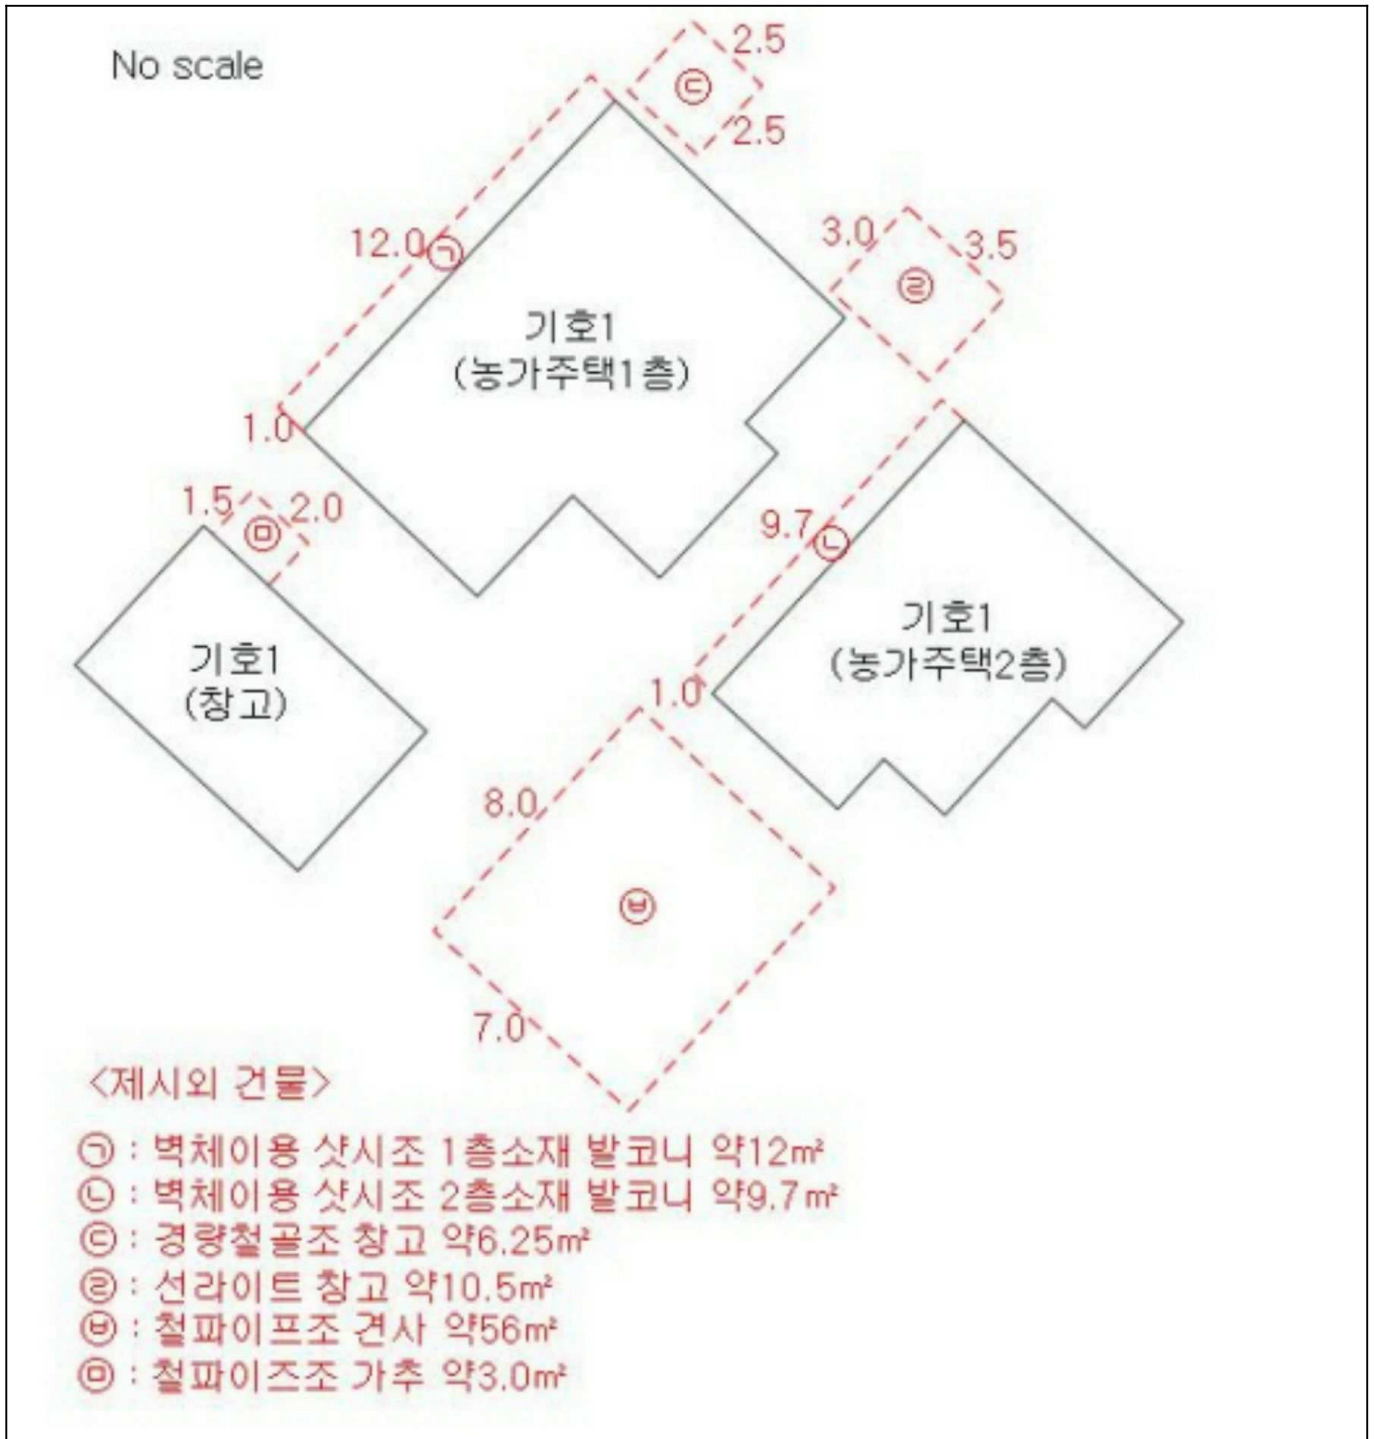 No scale
2.5
㉢
2.5
12.0
㉠
3.0
3.5
㉣
기호1
(농가주택1층)
1.0
1.5
2.0
㉤
9.7
㉡
기호1
(농가주택2층)
기호1
(창고)
1.0
8.0
㉥
7.0
<제시외 건물>
㉠ : 벽체이용 샷시조 1층소재 발코니 약12㎡
㉡ : 벽체이용 샷시조 2층소재 발코니 약9.7㎡
㉢ : 경량철골조 창고 약6.25㎡
㉣ : 선라이트 창고 약10.5㎡
㉥ : 철파이프조 견사 약56㎡
㉤ : 철파이즈조 가추 약3.0㎡